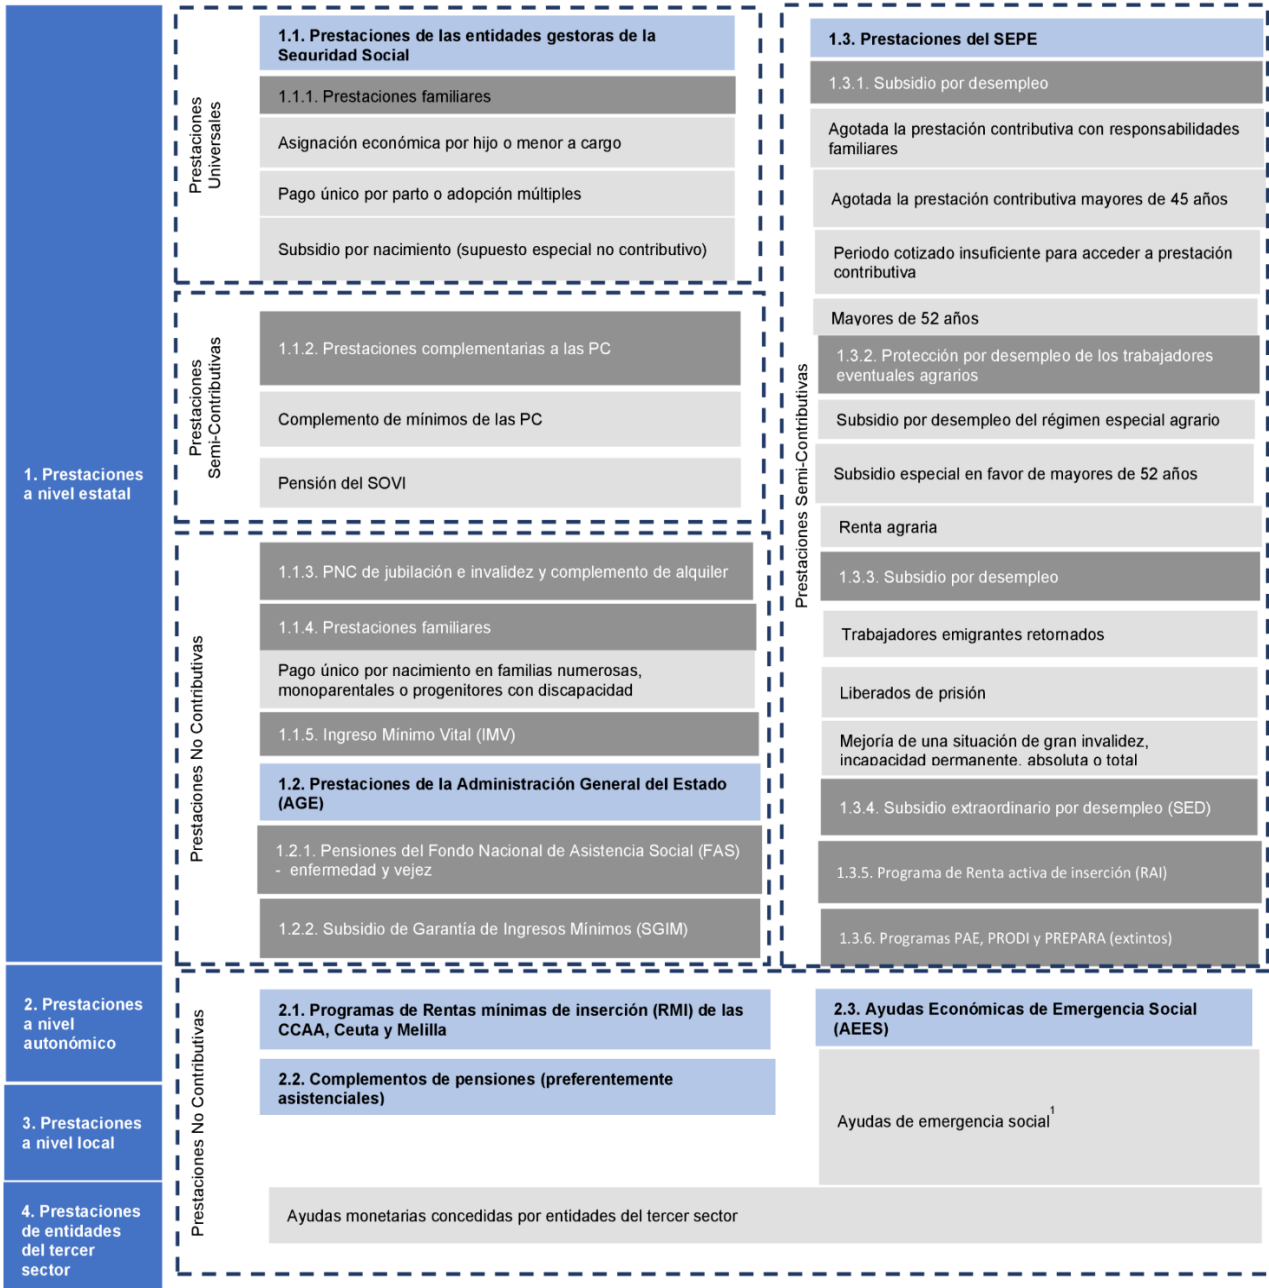 1. Prestaciones
a nivel estatal
Prestaciones
Universales
1.1. Prestaciones de las entidades gestoras de la
Seguridad Social
1.1.1. Prestaciones familiares
Asignación económica por hijo o menor a cargo
Pago único por parto o adopción múltiples
Subsidio por nacimiento (supuesto especial no contributivo)
Prestaciones
Semi-Contributivas
1.1.2. Prestaciones complementarias a las PC
Complemento de mínimos de las PC
Pensión del SOVI
Prestaciones No Contributivas
1.1.3. PNC de jubilación e invalidez y complemento de alquiler
1.1.4. Prestaciones familiares
Pago único por nacimiento en familias numerosas,
monoparentales o progenitores con discapacidad
1.1.5. Ingreso Mínimo Vital (IMV)
1.2. Prestaciones de la Administración General del Estado
(AGE)
1.2.1. Pensiones del Fondo Nacional de Asistencia Social (FAS)
- enfermedad y vejez
1.2.2. Subsidio de Garantía de Ingresos Mínimos (SGIM)
Prestaciones Semi-Contributivas
1.3. Prestaciones del SEPE
1.3.1. Subsidio por desempleo
Agotada la prestación contributiva con responsabilidades
familiares
Agotada la prestación contributiva mayores de 45 años
Periodo cotizado insuficiente para acceder a prestación
contributiva
Mayores de 52 años
1.3.2. Protección por desempleo de los trabajadores
eventuales agrarios
Subsidio por desempleo del régimen especial agrario
Subsidio especial en favor de mayores de 52 años
Renta agraria
1.3.3. Subsidio por desempleo
Trabajadores emigrantes retornados
Liberados de prisión
Mejoría de una situación de gran invalidez,
incapacidad permanente, absoluta o total
1.3.4. Subsidio extraordinario por desempleo (SED)
1.3.5. Programa de Renta activa de inserción (RAI)
1.3.6. Programas PAE, PRODI y PREPARA (extintos)
2. Prestaciones
a nivel
autonómico
3. Prestaciones
a nivel local
4. Prestaciones
de entidades
del tercer
sector
Prestaciones No Contributivas
2.1. Programas de Rentas mínimas de inserción (RMI) de las
CCAA, Ceuta y Melilla
2.2. Complementos de pensiones (preferentemente
asistenciales)
2.3. Ayudas Económicas de Emergencia Social
(AEES)
Ayudas de emergencia social¹
Ayudas monetarias concedidas por entidades del tercer sector